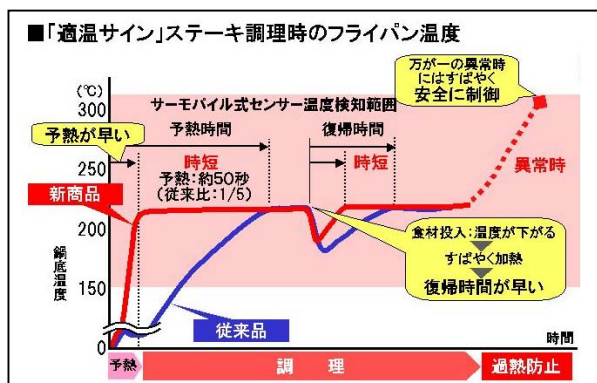 ■「適温サイン」ステーキ調理時のフライパン温度
(℃)
300
250
200
150
0
鍋底温度
サーモパイル式センサー温度検知範囲
予熱時間
復帰時間
予熱が早い
時短
時短
予熱:約50秒
(従来比:1/5)
新商品
従来品
万が一の異常時
にはすばやく
安全に制御
異常時
食材投入:温度が下がる
すばやく加熱
復帰時間が早い
時間
予熱
調 理
過熱防止